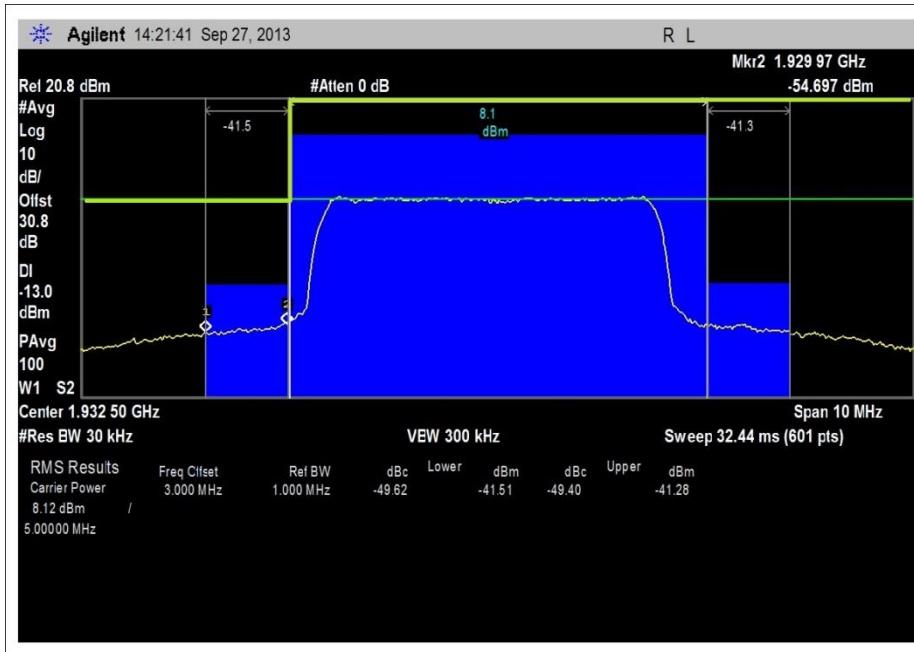 Agilent 14:21:41 Sep 27, 2013 R L
Mkr2 1.929 97 GHz
Ref 20.8 dBm #Atten 0 dB -54.697 dBm
#Avg
Log
10
dB/
Offst
30.8
dB
DI
-13.0
dBm
PAvg
100
W1 S2
-41.5
8.1
dBm
-41.3
1
2
Center 1.932 50 GHz Span 10 MHz
#Res BW 30 kHz VBW 300 kHz Sweep 32.44 ms (601 pts)
RMS Results Freq Offset Ref BW dBc Lower dBm dBc Upper dBm
Carrier Power 3.000 MHz 1.000 MHz -49.62 -41.51 -49.40 -41.28
8.12 dBm /
5.00000 MHz